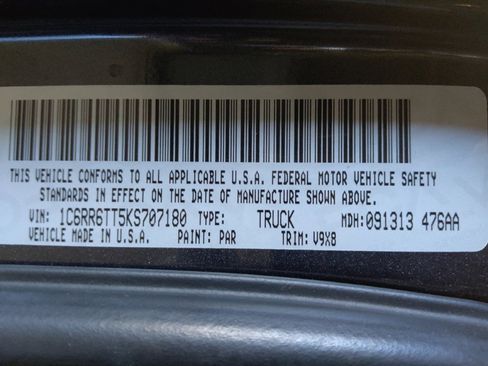 THIS VEHICLE CONFORMS TO ALL APPLICABLE U.S.A. FEDERAL MOTOR VEHICLE SAFETY
STANDARDS IN EFFECT ON THE DATE OF MANUFACTURE SHOWN ABOVE.
VIN: 1C6RR6TT5KS707180 TYPE: TRUCK MDH: 091313 476AA
VEHICLE MADE IN U.S.A. PAINT: PAR TRIM: V9X8